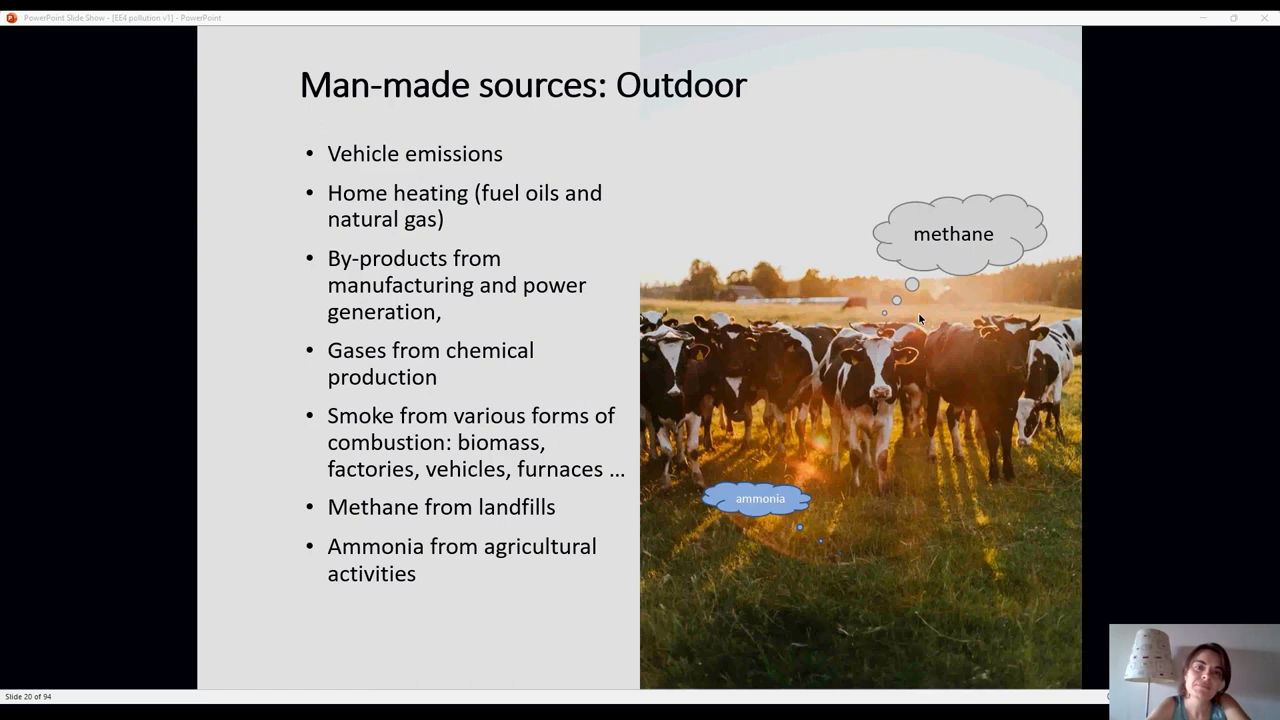 PowerPoint Slide Show - [EE4 pollution v1] - PowerPoint
Man-made sources: Outdoor
• Vehicle emissions
• Home heating (fuel oils and
natural gas)
• By-products from
manufacturing and power
generation,
• Gases from chemical
production
• Smoke from various forms of
combustion: biomass,
factories, vehicles, furnaces ...
• Methane from landfills
• Ammonia from agricultural
activities
methane
ammonia
Slide 20 of 94